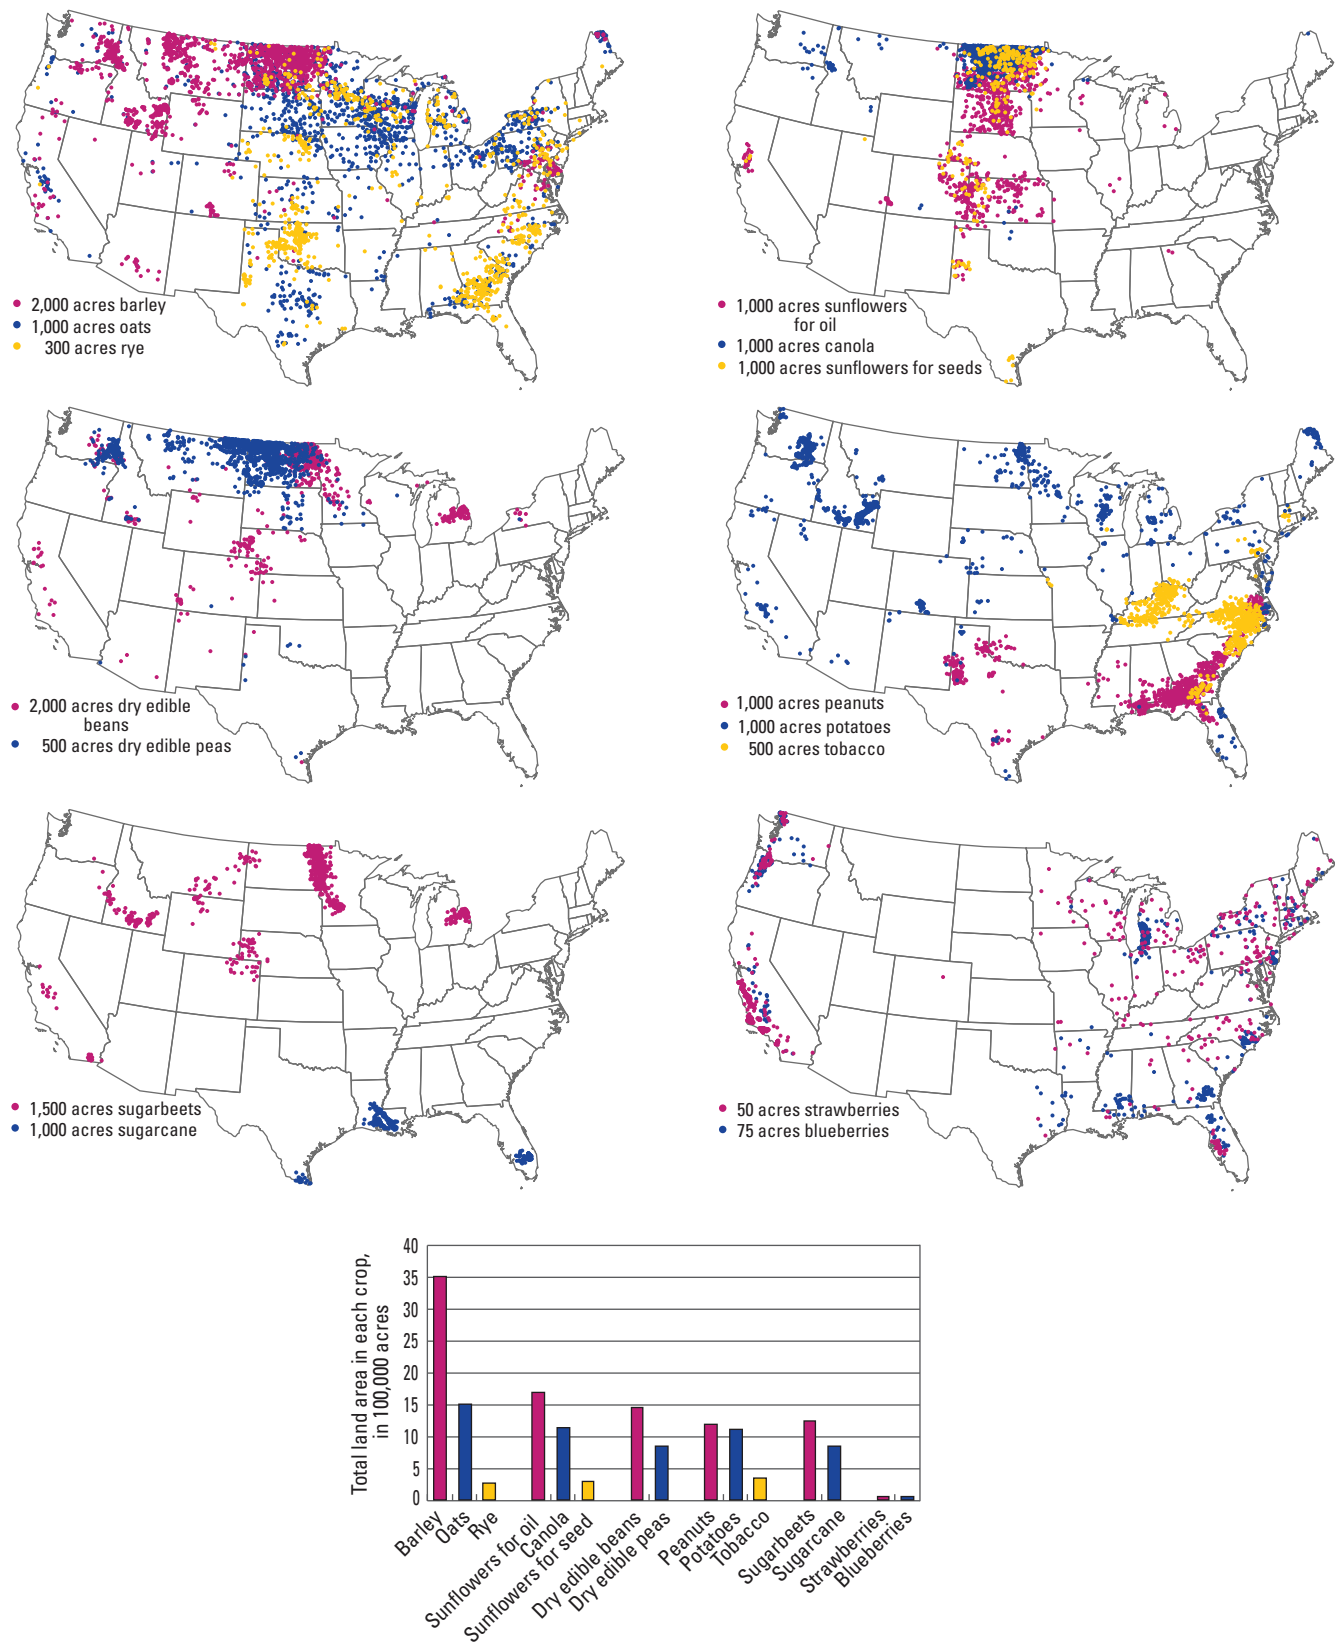 2,000 acres barley
1,000 acres oats
300 acres rye
1,000 acres sunflowers
for oil
1,000 acres canola
1,000 acres sunflowers for seeds
2,000 acres dry edible
beans
500 acres dry edible peas
1,000 acres peanuts
1,000 acres potatoes
500 acres tobacco
1,500 acres sugarbeets
1,000 acres sugarcane
50 acres strawberries
75 acres blueberries
Total land area in each crop,
in 100,000 acres
40
35
30
25
20
15
10
5
0
Barley
Oats
Rye
Sunflowers for oil
Canola
Sunflowers for seed
Dry edible beans
Dry edible peas
Peanuts
Potatoes
Tobacco
Sugarbeets
Sugarcane
Strawberries
Blueberries